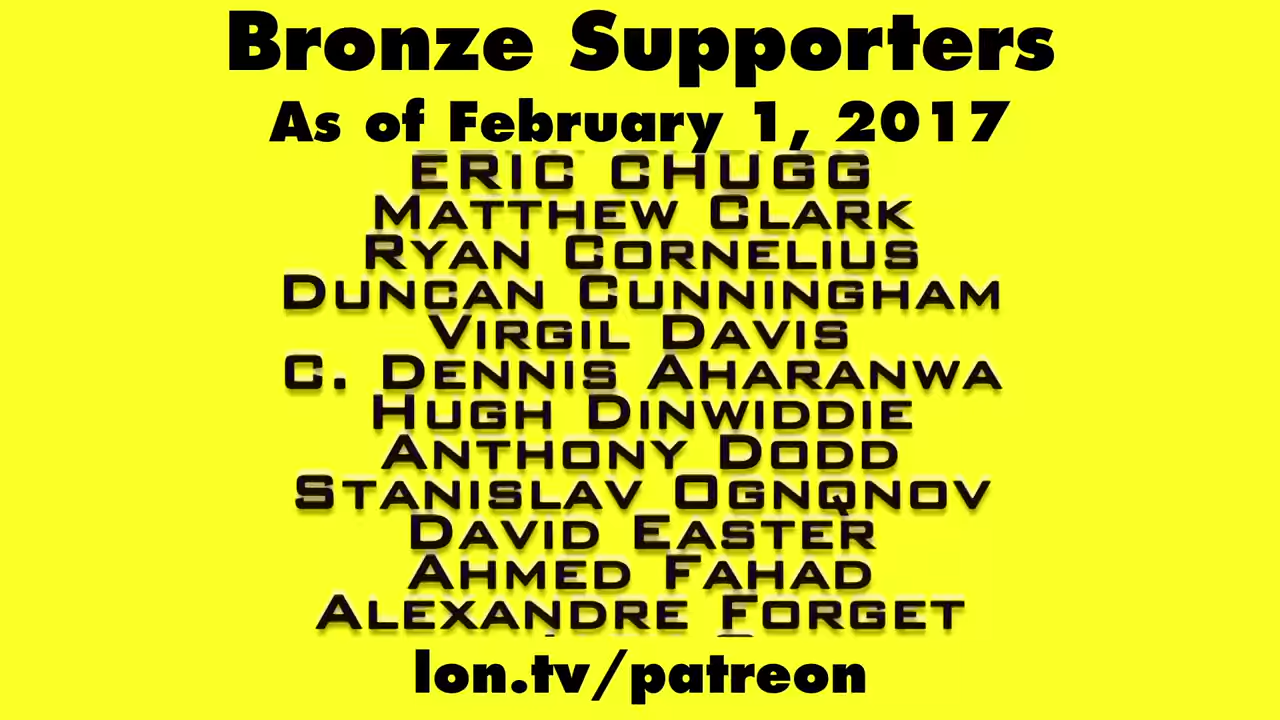 Bronze Supporters
As of February 1, 2017
ERIC CHUGG
MATTHEW CLARK
RYAN CORNELIUS
DUNCAN CUNNINGHAM
VIRGIL DAVIS
C. DENNIS AHARANWA
HUGH DINWIDDIE
ANTHONY DODD
STANISLAV OGNQNOV
DAVID EASTER
AHMED FAHAD
ALEXANDRE FORGET
lon.tv/patreon